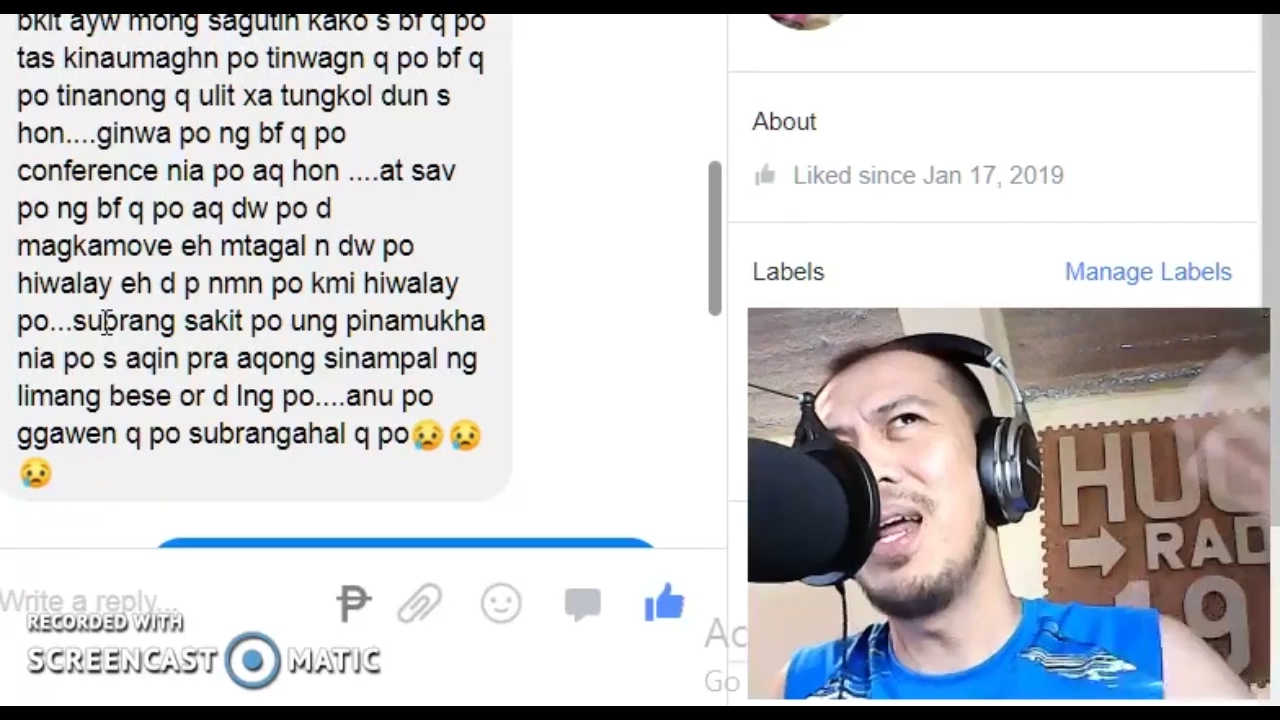 bkit ayw mong sagutin kako s bf q po
tas kinaumaghn po tinwagn q po bf q
po tinanong q ulit xa tungkol dun s
hon....ginwa po ng bf q po
conference nia po aq hon ....at sav
po ng bf q po aq dw po d
magkamove eh mtagal n dw po
hiwalay eh d p nmn po kmi hiwalay
po...subrang sakit po ung pinamukha
nia po s aqin pra aqong sinampal ng
limang bese or d lng po....anu po
ggawen q po subrangahal q po😥😥
😥
Write a reply...
RECORDED WITH
SCREENCAST MATIC
About
Liked since Jan 17, 2019
Labels
Manage Labels
HUG
RAD
19
Go